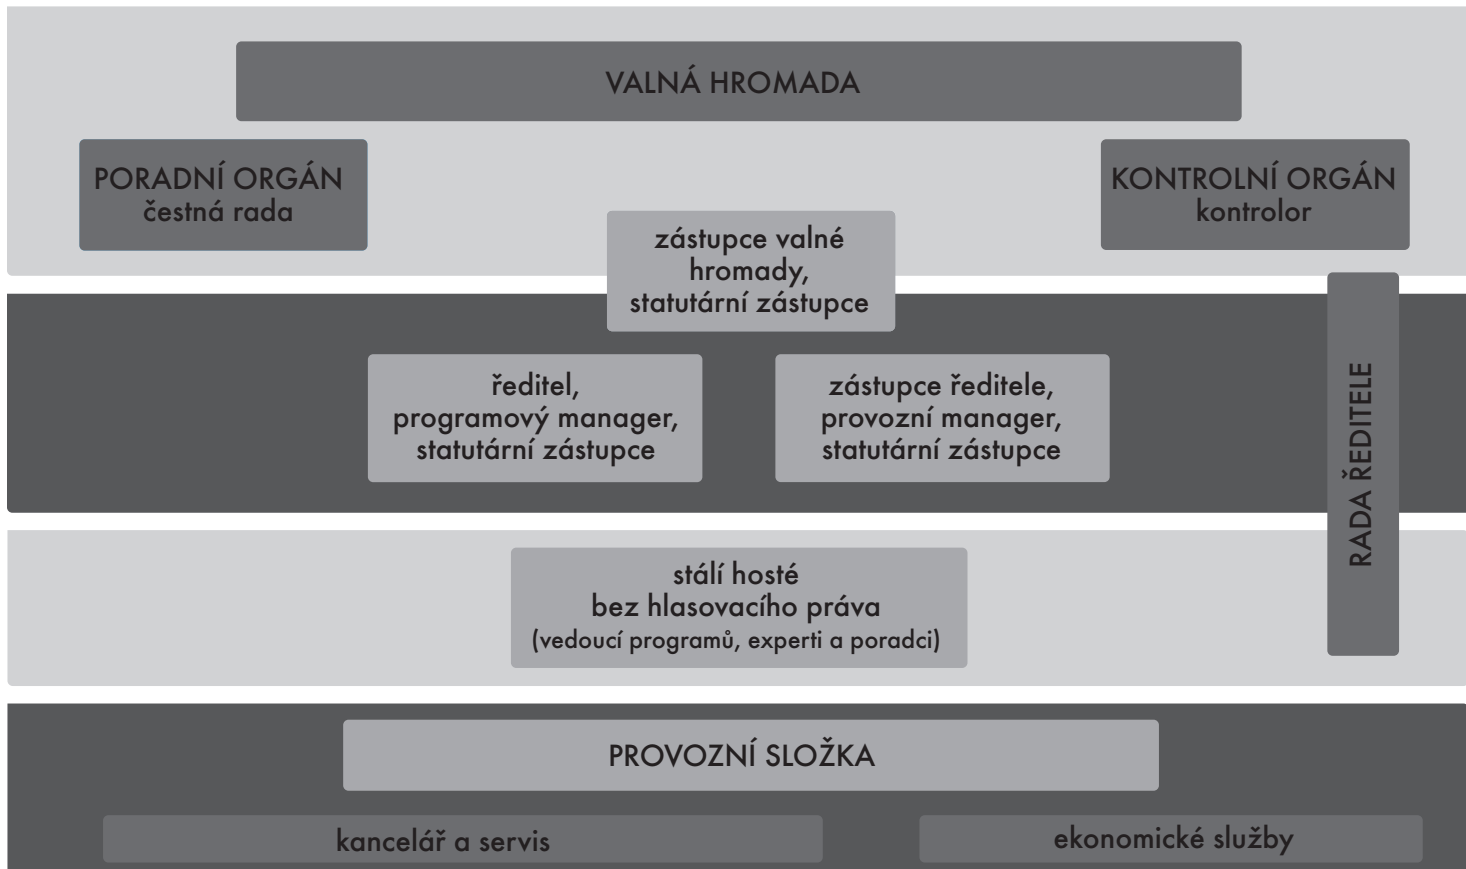 VALNÁ HROMADA
PORADNÍ ORGÁN
čestná rada
KONTROLNÍ ORGÁN
kontrolor
zástupce valné
hromady,
statutární zástupce
ředitel,
programový manager,
statutární zástupce
zástupce ředitele,
provozní manager,
statutární zástupce
RADA ŘEDITELE
stálí hosté
bez hlasovacího práva
(vedoucí programů, experti a poradci)
PROVOZNÍ SLOŽKA
kancelář a servis
ekonomické služby